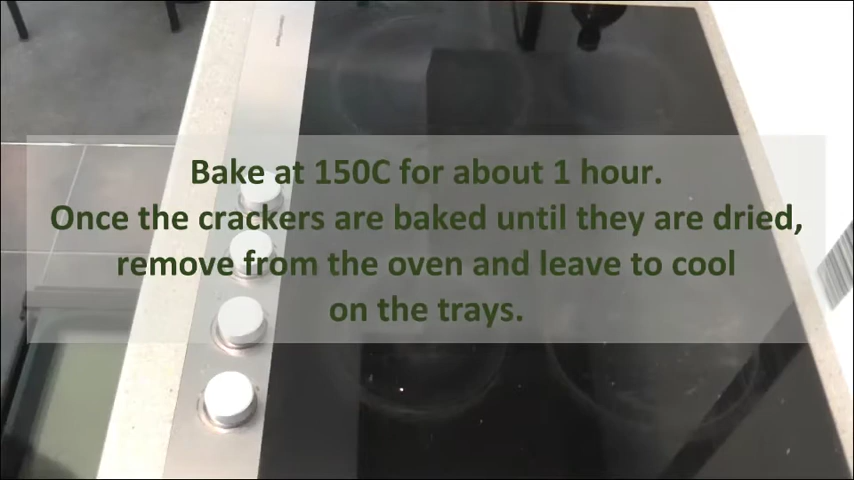 Bake at 150C for about 1 hour.
Once the crackers are baked until they are dried,
remove from the oven and leave to cool
on the trays.